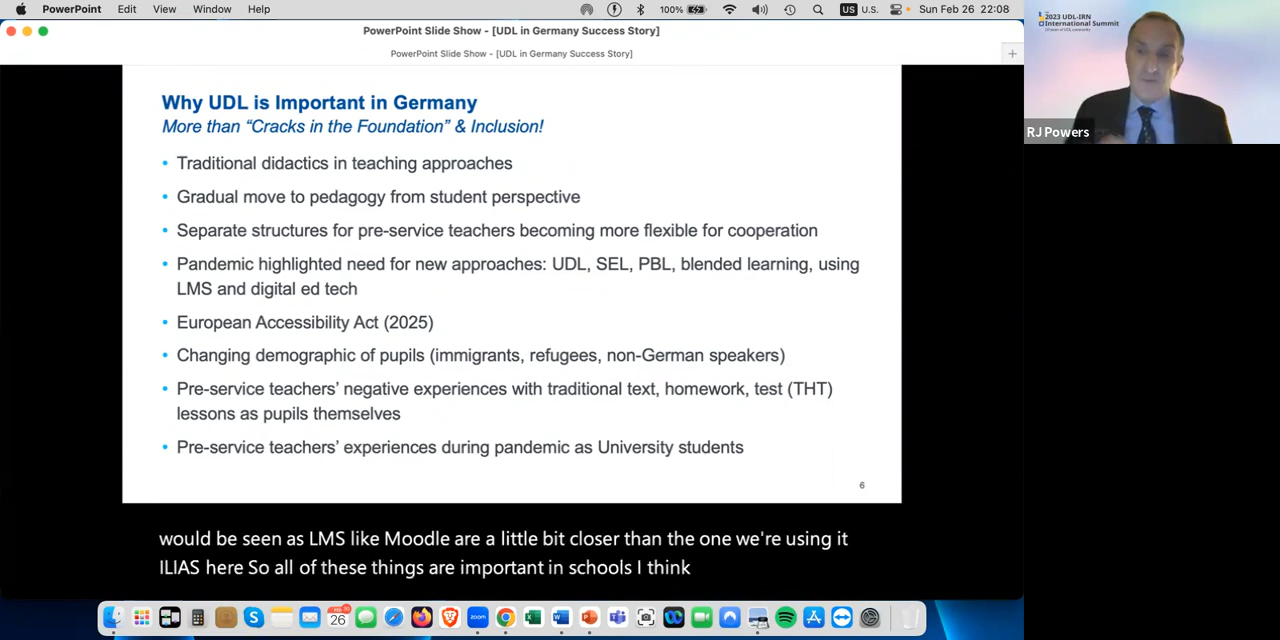 PowerPoint Edit View Window Help 100% US U.S. Sun Feb 26 22:08
PowerPoint Slide Show - [UDL in Germany Success Story]
PowerPoint Slide Show - [UDL in Germany Success Story]
Why UDL is Important in Germany
More than “Cracks in the Foundation” & Inclusion!
• Traditional didactics in teaching approaches
• Gradual move to pedagogy from student perspective
• Separate structures for pre-service teachers becoming more flexible for cooperation
• Pandemic highlighted need for new approaches: UDL, SEL, PBL, blended learning, using
LMS and digital ed tech
• European Accessibility Act (2025)
• Changing demographic of pupils (immigrants, refugees, non-German speakers)
• Pre-service teachers’ negative experiences with traditional text, homework, test (THT)
lessons as pupils themselves
• Pre-service teachers’ experiences during pandemic as University students
6
would be seen as LMS like Moodle are a little bit closer than the one we're using it
ILIAS here So all of these things are important in schools I think
2023 UDL-IRN
International Summit
RJ Powers
zoom
26